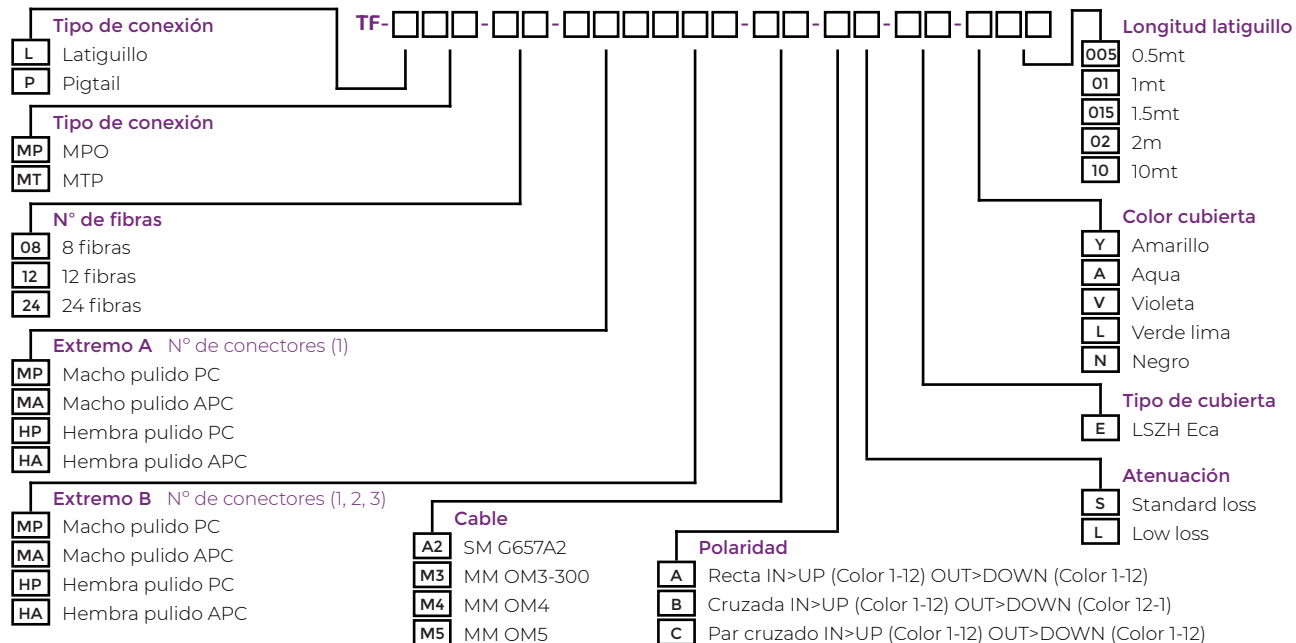 TF-□□□-□□-□□□□□□-□□-□□-□□-□□□
Tipo de conexión
L Latiguillo
P Pigtail
Tipo de conexión
MP MPO
MT MTP
N° de fibras
08 8 fibras
12 12 fibras
24 24 fibras
Extremo A Nº de conectores (1)
MP Macho pulido PC
MA Macho pulido APC
HP Hembra pulido PC
HA Hembra pulido APC
Extremo B Nº de conectores (1, 2, 3)
MP Macho pulido PC
MA Macho pulido APC
HP Hembra pulido PC
HA Hembra pulido APC
Cable
A2 SM G657A2
M3 MM OM3-300
M4 MM OM4
M5 MM OM5
Polaridad
A Recta IN>UP (Color 1-12) OUT>DOWN (Color 1-12)
B Cruzada IN>UP (Color 1-12) OUT>DOWN (Color 12-1)
C Par cruzado IN>UP (Color 1-12) OUT>DOWN (Color 1-12)
Longitud latiguillo
005 0.5mt
01 1mt
015 1.5mt
02 2m
10 10mt
Color cubierta
Y Amarillo
A Aqua
V Violeta
L Verde lima
N Negro
Tipo de cubierta
E LSZH Eca
Atenuación
S Standard loss
L Low loss